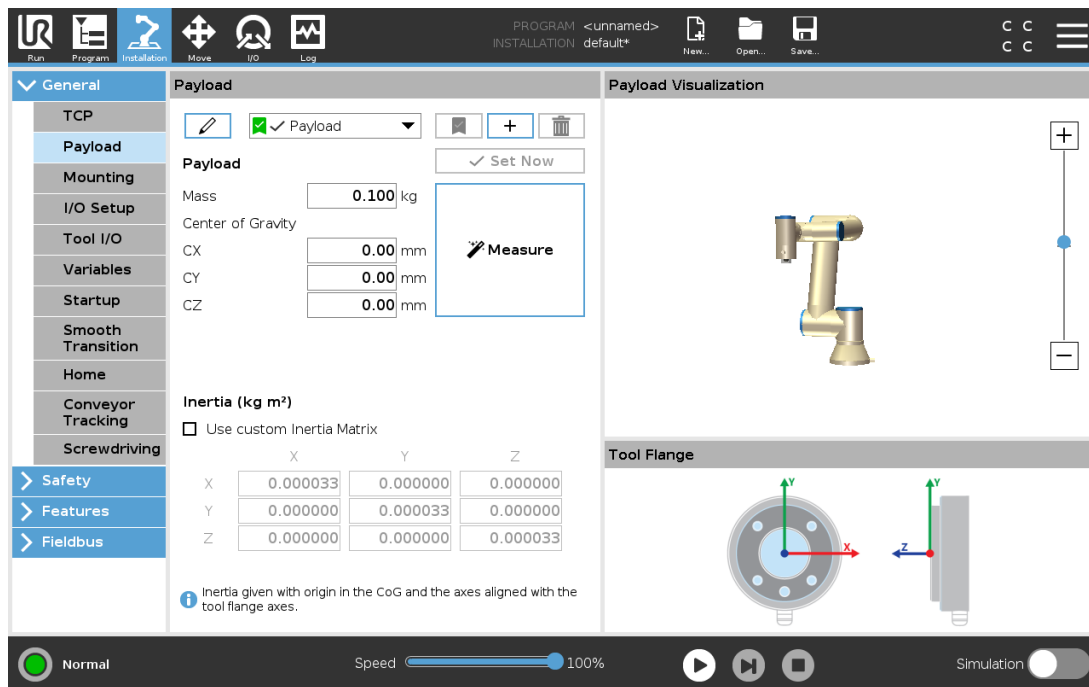 PROGRAM <unnamed>
INSTALLATION default*
C C
C C
Run
Program
Installation
Move
I/O
Log
New...
Open...
Save...
General
TCP
Payload
Mounting
I/O Setup
Tool I/O
Variables
Startup
Smooth
Transition
Home
Conveyor
Tracking
Screwdriving
Safety
Features
Fieldbus
Payload
Payload
Payload
Set Now
Mass 0.100 kg
Center of Gravity
CX 0.00 mm
CY 0.00 mm
CZ 0.00 mm
Measure
Inertia (kg m²)
Use custom Inertia Matrix
X Y Z
X 0.000033 0.000000 0.000000
Y 0.000000 0.000033 0.000000
Z 0.000000 0.000000 0.000033
Inertia given with origin in the CoG and the axes aligned with the
tool flange axes.
Payload Visualization
Tool Flange
Y
X
Y
Z
Normal
Speed 100%
Simulation